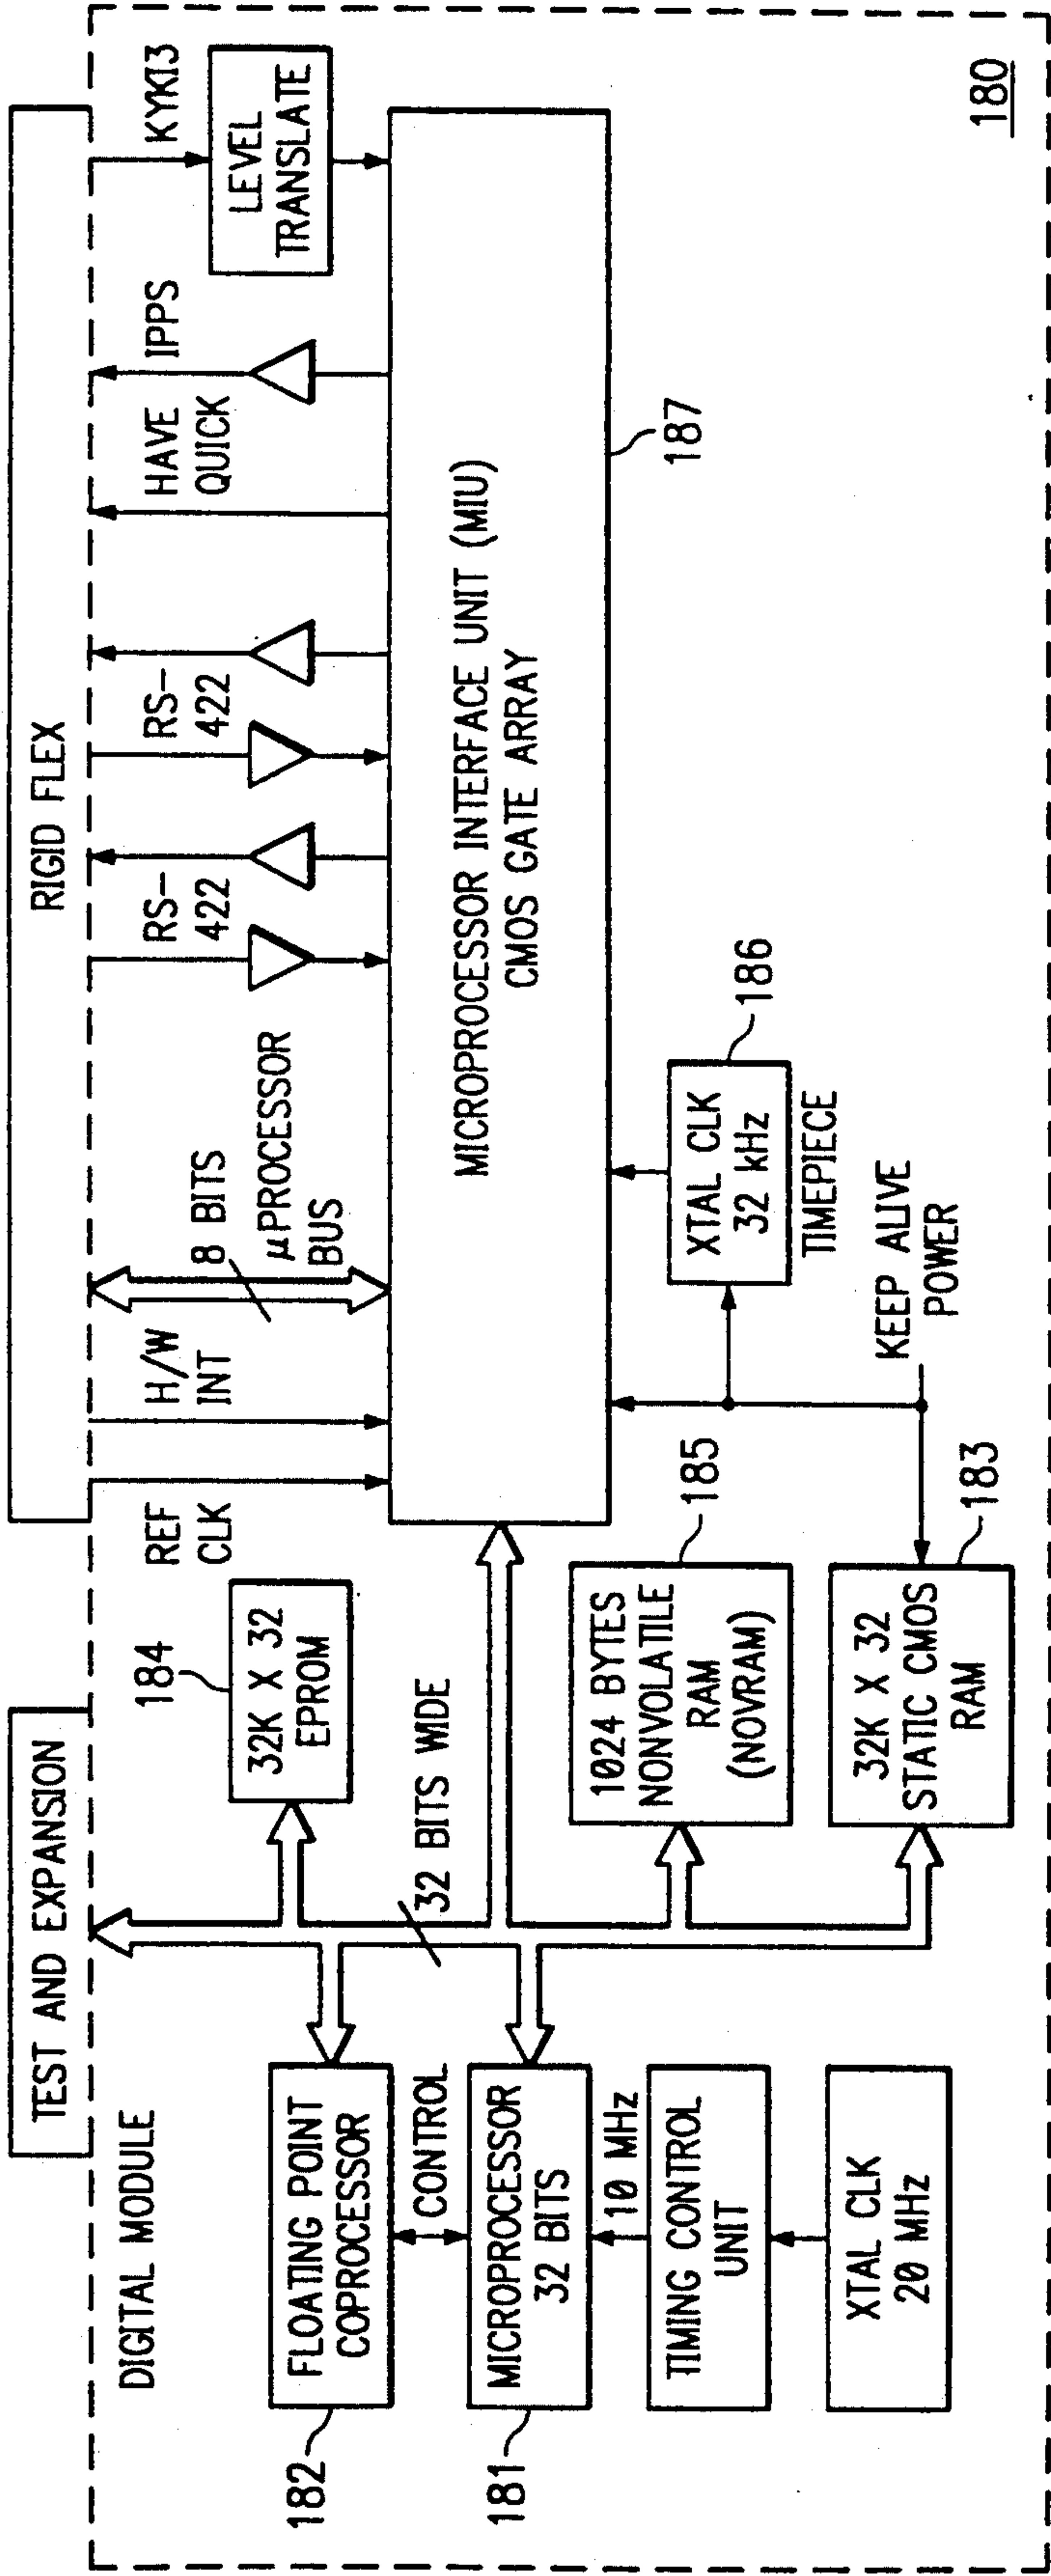 TEST AND EXPANSION
RIGID FLEX
DIGITAL MODULE
184
32K X 32
EPROM
REF
CLK
H/W
INT
8 BITS
μPROCESSOR
BUS
RS-
422
RS-
422
HAVE
QUICK
IPPS
KYKI3
LEVEL
TRANSLATE
182
FLOATING POINT
COPROCESSOR
CONTROL
32 BITS WIDE
181
MICROPROCESSOR
32 BITS
10 MHz
TIMING CONTROL
UNIT
XTAL CLK
20 MHz
MICROPROCESSOR INTERFACE UNIT (MIU)
CMOS GATE ARRAY
187
185
1024 BYTES
NONVOLATILE
RAM
(NOVRAM)
186
XTAL CLK
32 kHz
TIMEPIECE
KEEP ALIVE
POWER
183
32K X 32
STATIC CMOS
RAM
180